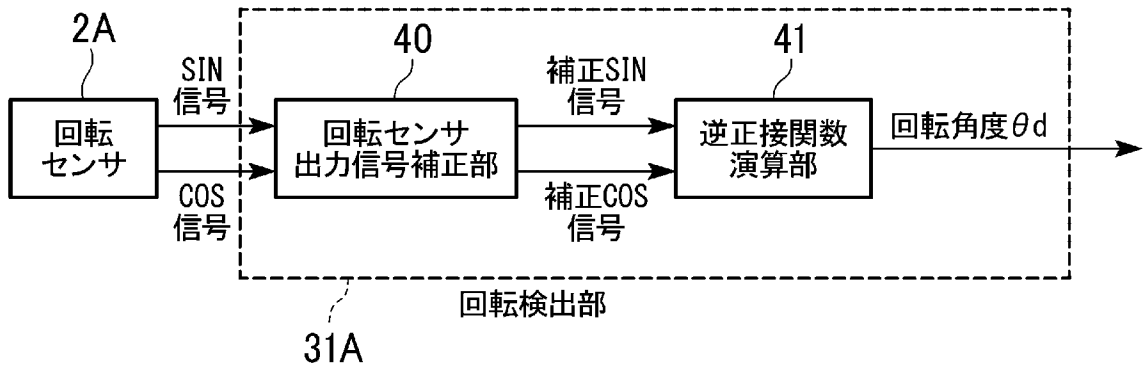 2A
40
41
SIN
信号
補正SIN
信号
回転
センサ
回転センサ
出力信号補正部
逆正接関数
演算部
回転角度θd
COS
信号
補正COS
信号
回転検出部
31A